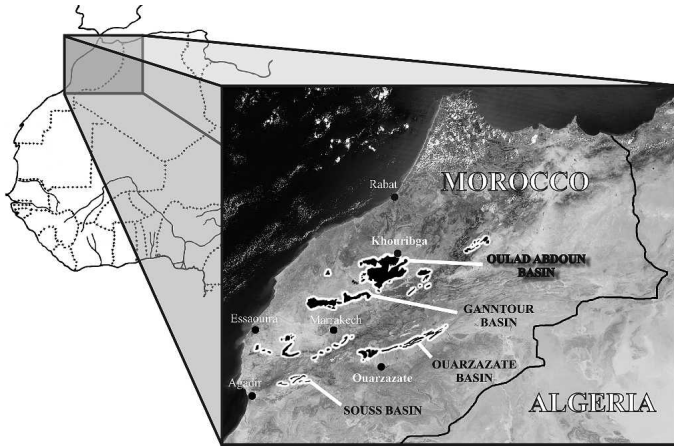 Rabat
MOROCCO
Khouribga
OULAD ABDOUN
BASIN
GANNTOUR
BASIN
Essaouira
Marrakech
OUARZAZATE
BASIN
Ouarzazate
Agadir
SOUSS BASIN
ALGERIA